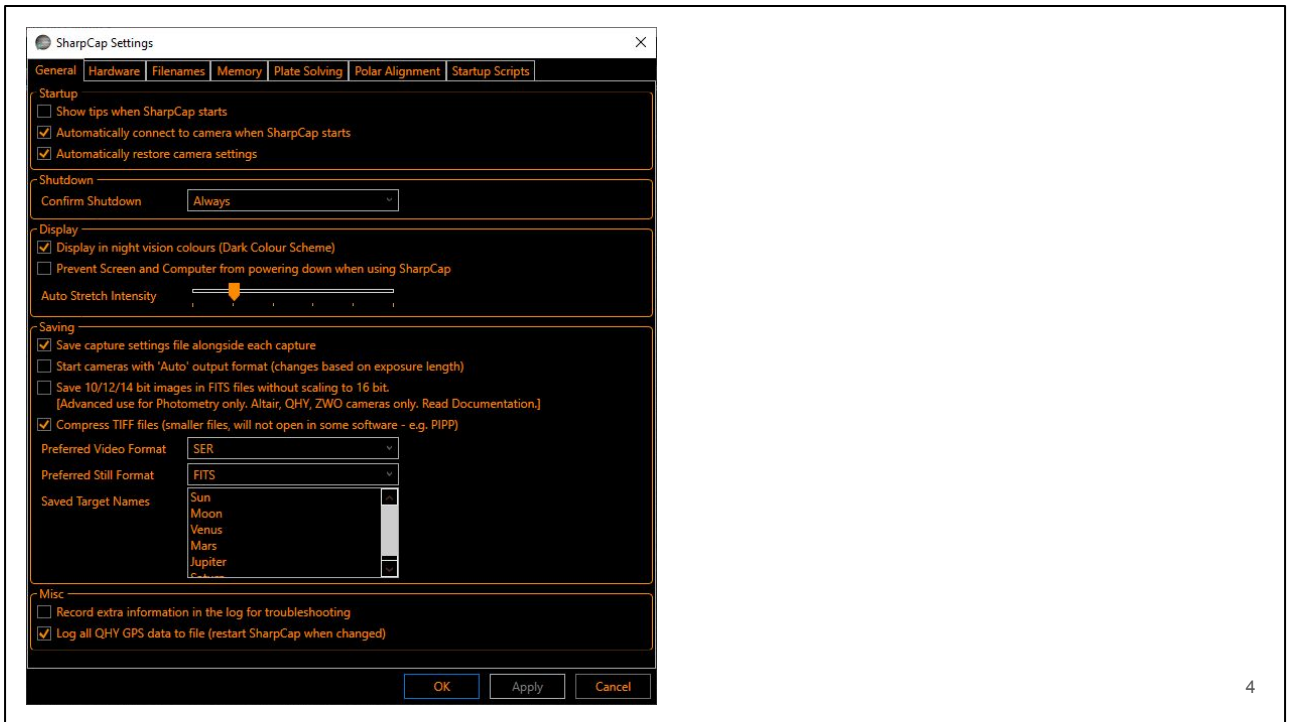 SharpCap Settings
General Hardware Filenames Memory Plate Solving Polar Alignment Startup Scripts
Startup
Show tips when SharpCap starts
Automatically connect to camera when SharpCap starts
Automatically restore camera settings
Shutdown
Confirm Shutdown Always
Display
Display in night vision colours (Dark Colour Scheme)
Prevent Screen and Computer from powering down when using SharpCap
Auto Stretch Intensity
Saving
Save capture settings file alongside each capture
Start cameras with 'Auto' output format (changes based on exposure length)
Save 10/12/14 bit images in FITS files without scaling to 16 bit.
[Advanced use for Photometry only. Altair, QHY, ZWO cameras only. Read Documentation.]
Compress TIFF files (smaller files, will not open in some software - e.g. PIPP)
Preferred Video Format SER
Preferred Still Format FITS
Saved Target Names Sun
Moon
Venus
Mars
Jupiter
Misc
Record extra information in the log for troubleshooting
Log all QHY GPS data to file (restart SharpCap when changed)
OK Apply Cancel
4